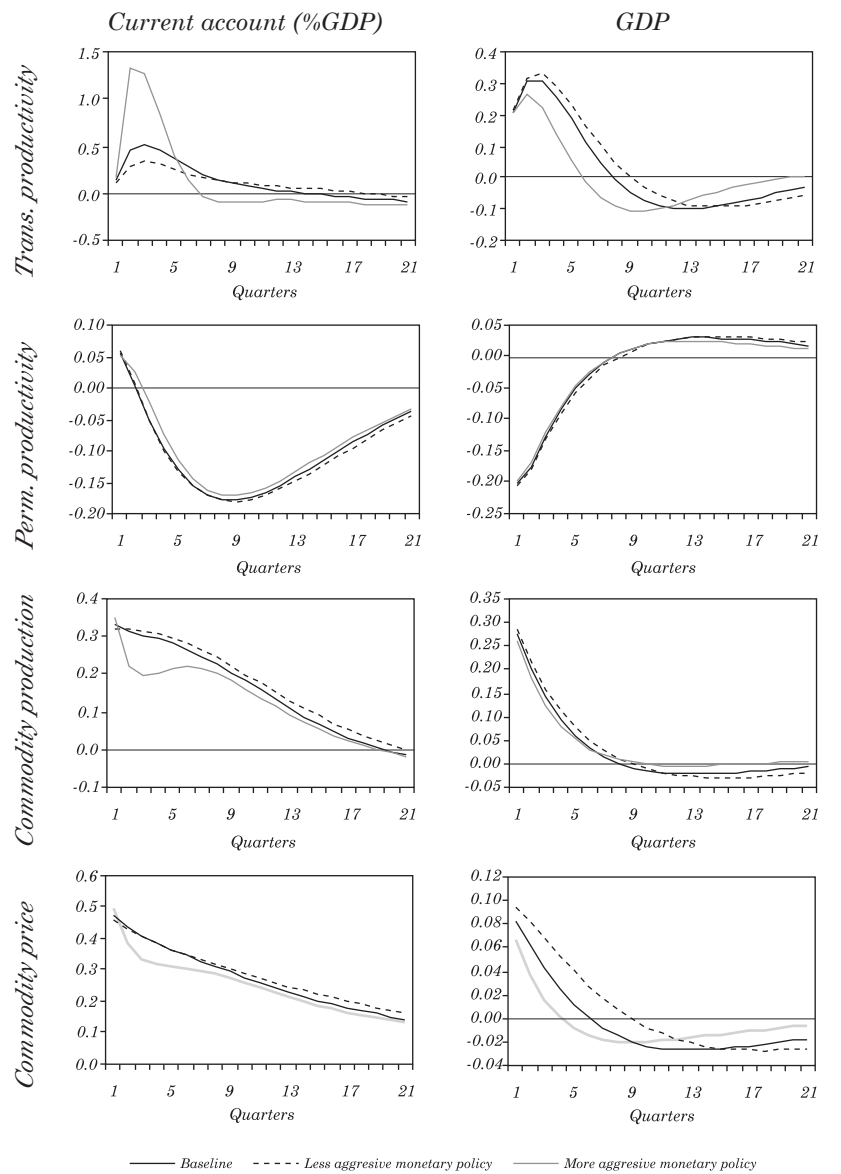 Current account (%GDP) GDP
Trans. productivity
1.5 0.4
1.0 0.3
0.5 0.2
0.0 0.1
-0.5 0.0
-0.1
-0.2
1 5 9 13 17 21 1 5 9 13 17 21
Quarters Quarters
Perm. productivity
0.10 0.05
0.05 0.00
0.00 -0.05
-0.05 -0.10
-0.10 -0.15
-0.15 -0.20
-0.20 -0.25
1 5 9 13 17 21 1 5 9 13 17 21
Quarters Quarters
Commodity production
0.4 0.35
0.3 0.30
0.2 0.25
0.1 0.20
0.0 0.15
-0.1 0.10
0.05
0.00
-0.05
1 5 9 13 17 21 1 5 9 13 17 21
Quarters Quarters
Commodity price
0.6 0.12
0.5 0.10
0.4 0.08
0.3 0.06
0.2 0.04
0.1 0.02
0.0 0.00
-0.02
-0.04
1 5 9 13 17 21 1 5 9 13 17 21
Quarters Quarters
Baseline Less aggresive monetary policy More aggresive monetary policy